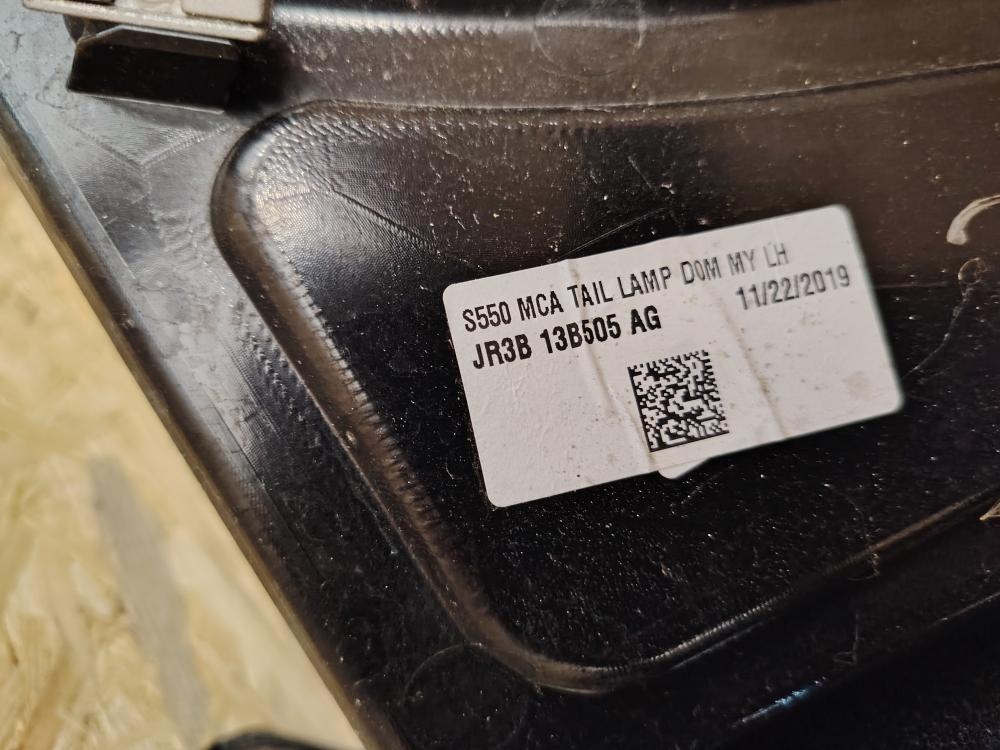 S550 MCA TAIL LAMP DOM MY LH
JR3B 13B505 AG 11/22/2019